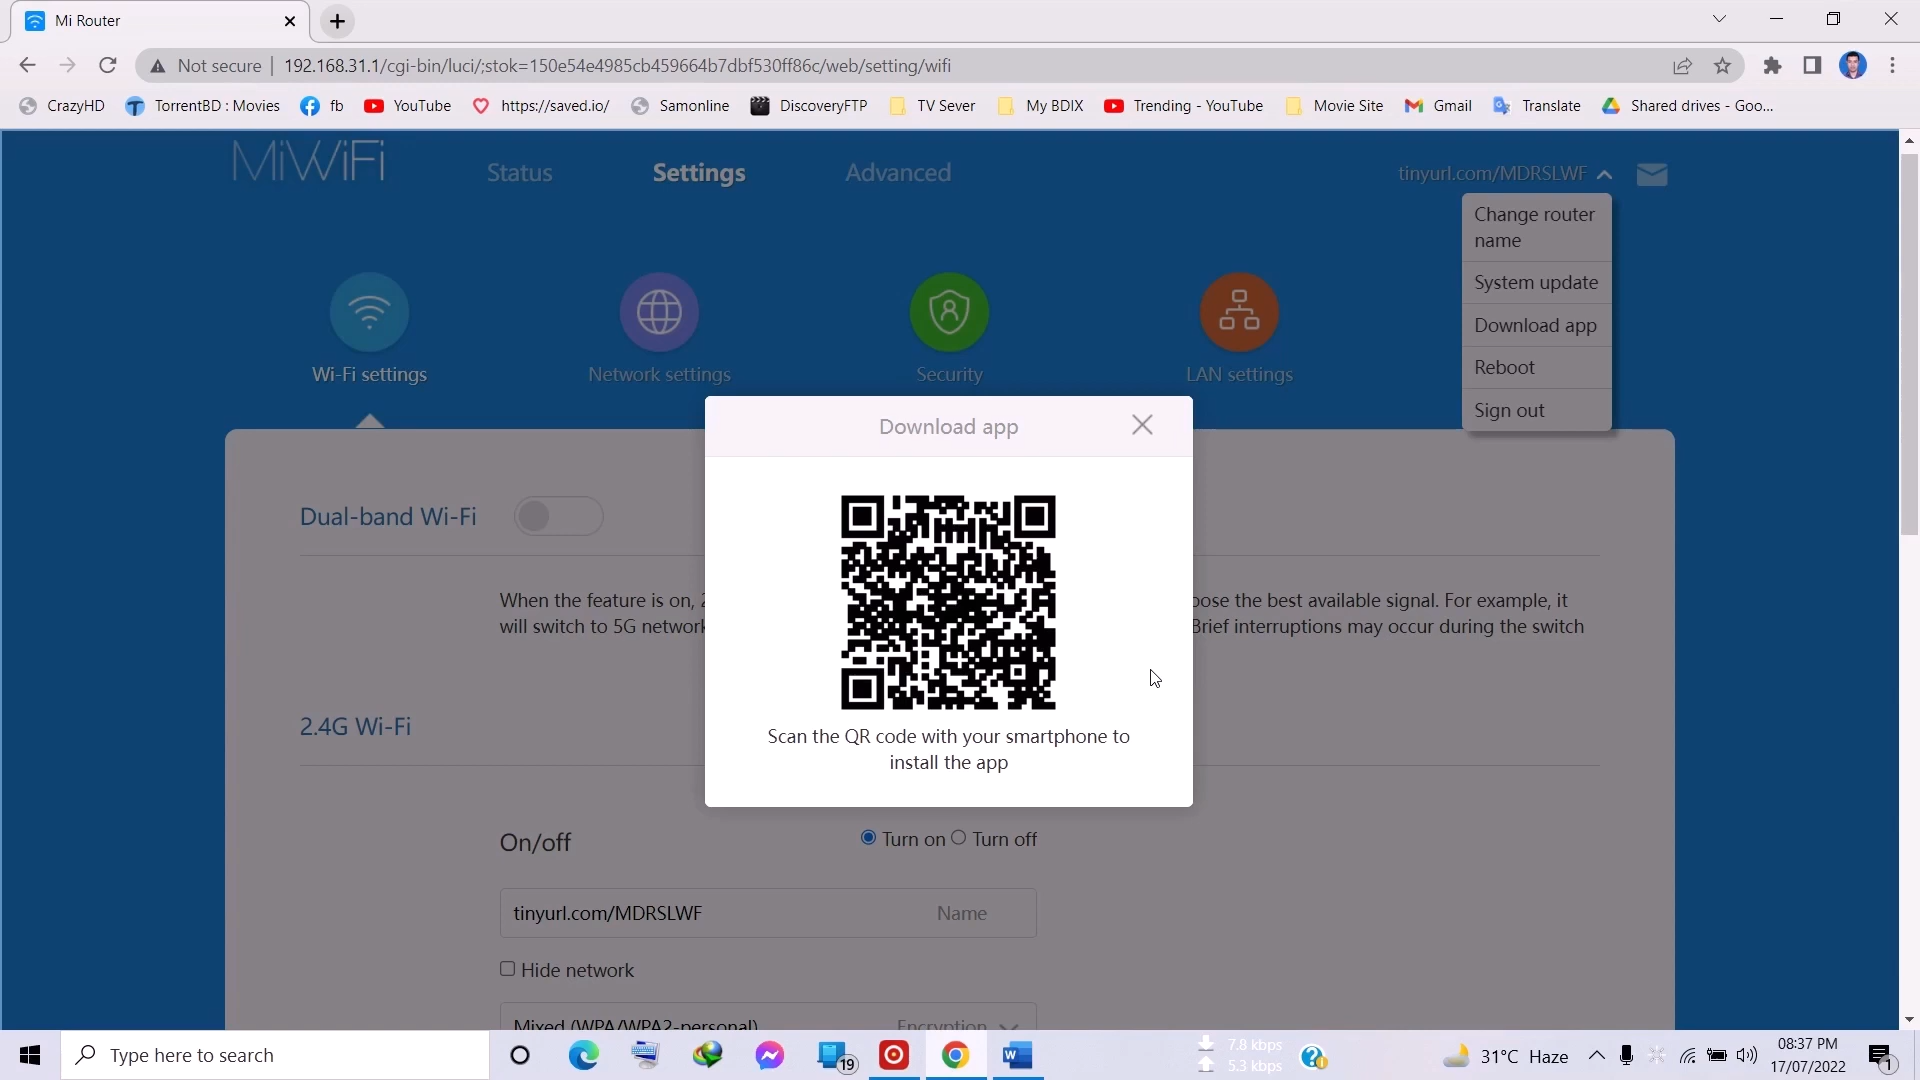 Mi Router
Not secure
192.168.31.1/cgi-bin/luci/;stok=150e54e4985cb459664b7dbf530ff86c/web/setting/wifi
CrazyHD
TorrentBD : Movies
fb
YouTube
https://saved.io/
Samonline
DiscoveryFTP
TV Sever
My BDIX
Trending - YouTube
Movie Site
Gmail
Translate
Shared drives - Goo...
MiWiFi
Status
Settings
Advanced
tinyurl.com/MDRSLWF
Change router
name
System update
Download app
Reboot
Sign out
Wi-Fi settings
Network settings
Security
LAN settings
Download app
Scan the QR code with your smartphone to
install the app
Dual-band Wi-Fi
When the feature is on, 2 oose the best available signal. For example, it
will switch to 5G network Brief interruptions may occur during the switch
2.4G Wi-Fi
On/off
Turn on
Turn off
tinyurl.com/MDRSLWF
Name
Hide network
Mixed (WPA/WPA2-personal)
Encryption
Type here to search
19
7.8 kbps
5.3 kbps
31°C Haze
08:37 PM
17/07/2022
1